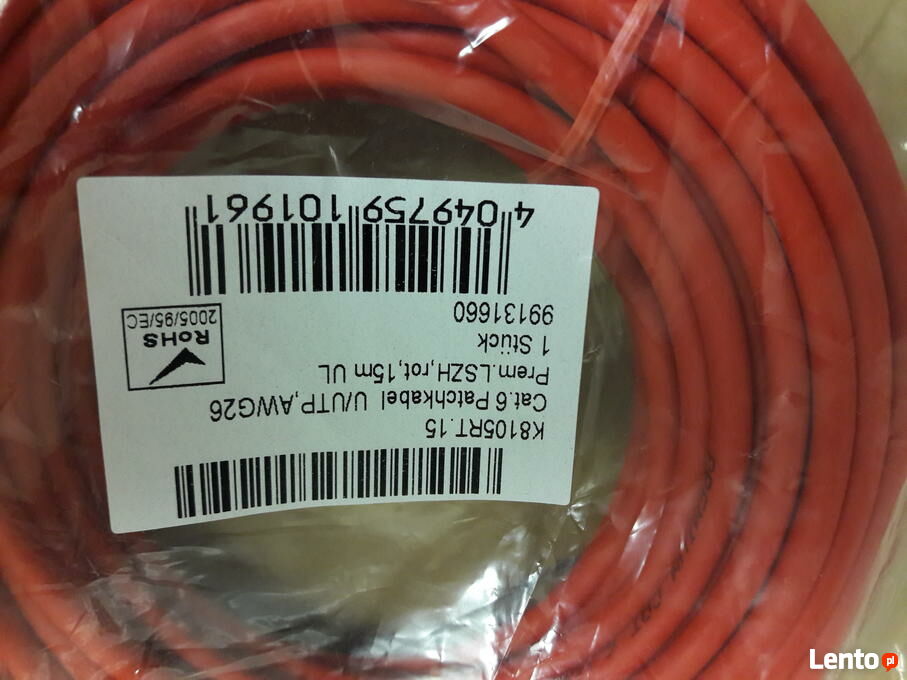 K8105RT.15
Cat.6 Patchkabel U/UTP,AWG26
Prem.LSZH,rot,15m UL
1 Stück
99131660
RoHS
2005/95/EC
4 049759 101961
Lento.pl